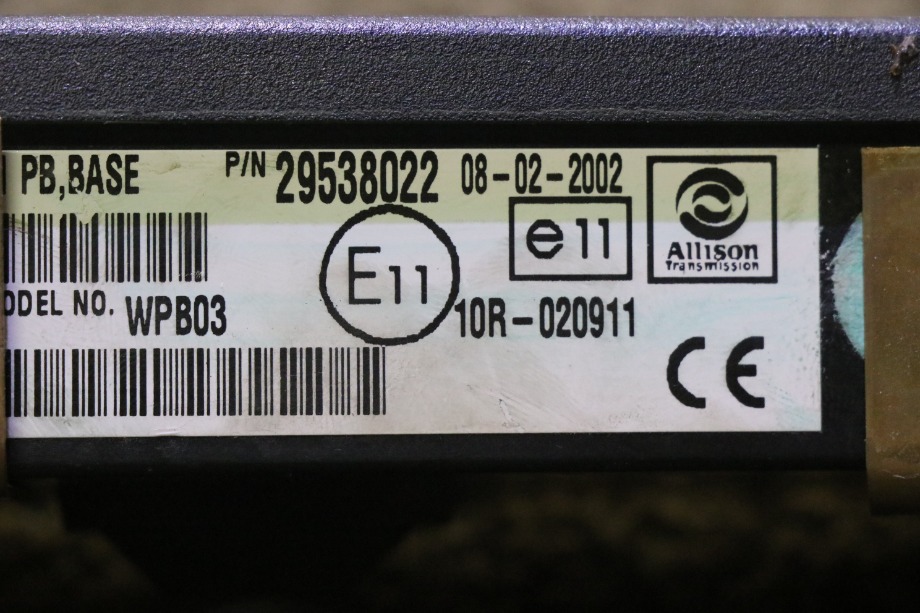 PB,BASE P/N 29538022 08-02-2002
e11
Allison
Transmission
E11
ODEL NO. WPB03
10R-020911
CE